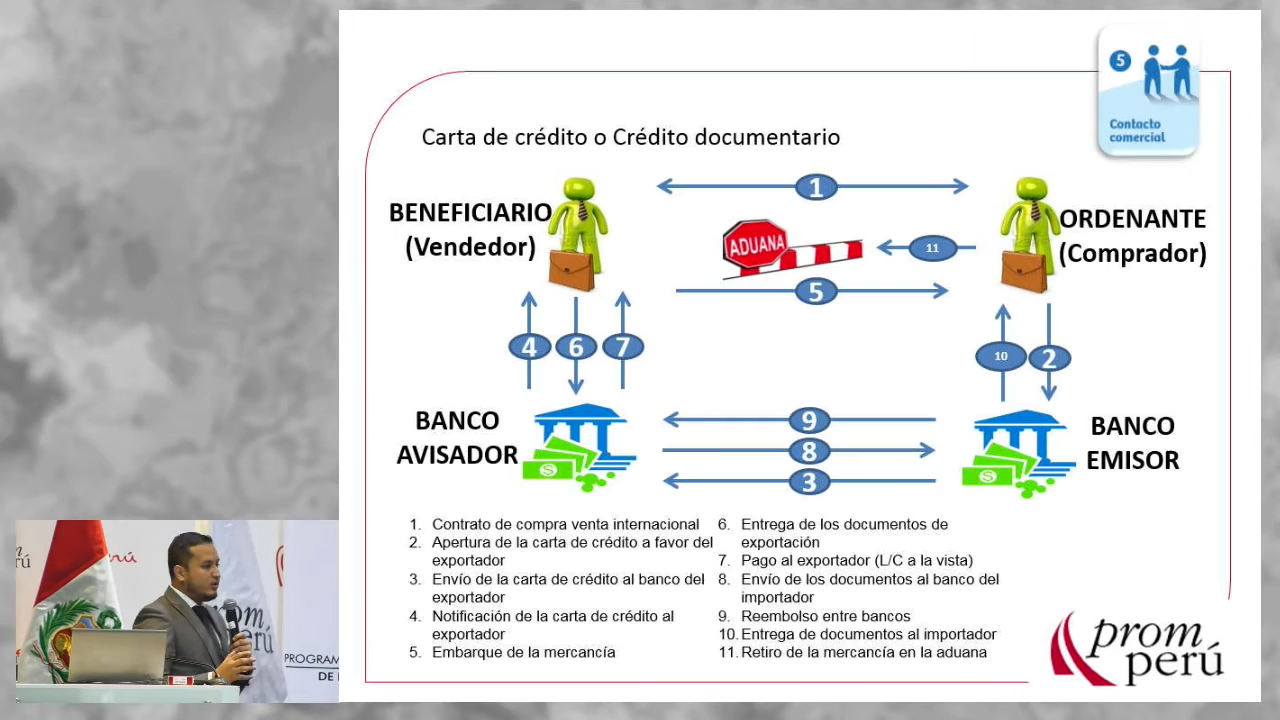 5
Contacto
comercial
Carta de crédito o Crédito documentario
1
BENEFICIARIO
(Vendedor)
ADUANA
11
ORDENANTE
(Comprador)
5
4
6
7
10
2
BANCO
AVISADOR
9
8
3
$
$
BANCO
EMISOR
1. Contrato de compra venta internacional
2. Apertura de la carta de crédito a favor del
exportador
3. Envío de la carta de crédito al banco del
exportador
4. Notificación de la carta de crédito al
exportador
5. Embarque de la mercancía
6. Entrega de los documentos de
exportación
7. Pago al exportador (L/C a la vista)
8. Envío de los documentos al banco del
importador
9. Reembolso entre bancos
10. Entrega de documentos al importador
11. Retiro de la mercancía en la aduana
prom
perú
prom
perú
PROGRAM
DE